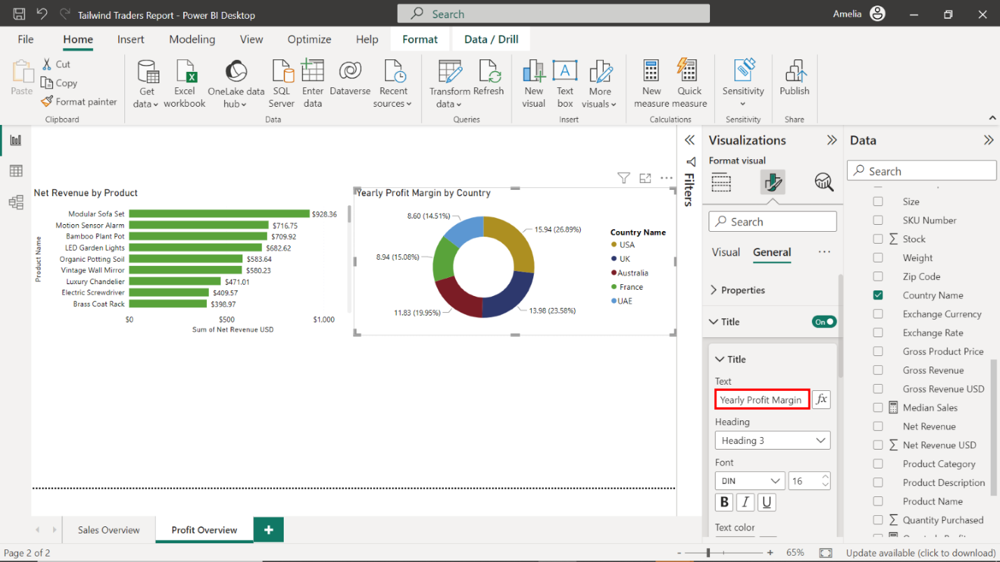 Tailwind Traders Report - Power BI Desktop
Search
Amelia
File Home Insert Modeling View Optimize Help Format Data / Drill
Paste
Cut
Copy
Format painter
Clipboard
Get data
Excel workbook
OneLake data hub
SQL Server
Enter data
Dataverse
Recent sources
Data
Transform data
Refresh
Queries
New visual
Text box
More visuals
Insert
New measure
Quick measure
Calculations
Sensitivity
Sensitivity
Publish
Share
Net Revenue by Product
Product Name
Modular Sofa Set $928.36
Motion Sensor Alarm $716.75
Bamboo Plant Pot $709.92
LED Garden Lights $682.62
Organic Potting Soil $583.64
Vintage Wall Mirror $580.23
Luxury Chandelier $471.01
Electric Screwdriver $409.57
Brass Coat Rack $398.97
$0 $500 $1,000
Sum of Net Revenue USD
Yearly Profit Margin by Country
8.60 (14.51%)
15.94 (26.89%)
8.94 (15.08%)
11.83 (19.95%)
13.98 (23.58%)
Country Name
USA
UK
Australia
France
UAE
Filters
Visualizations
Format visual
Search
Visual General
Properties
Title On
Title
Text
Yearly Profit Margin
fx
Heading
Heading 3
Font
DIN 16
B I U
Text color
Data
Search
Size
SKU Number
Stock
Weight
Zip Code
Country Name
Exchange Currency
Exchange Rate
Gross Product Price
Gross Revenue
Gross Revenue USD
Median Sales
Net Revenue
Net Revenue USD
Product Category
Product Description
Product Name
Quantity Purchased
Sales Overview
Profit Overview
+
Page 2 of 2
- + 65%
Update available (click to download)